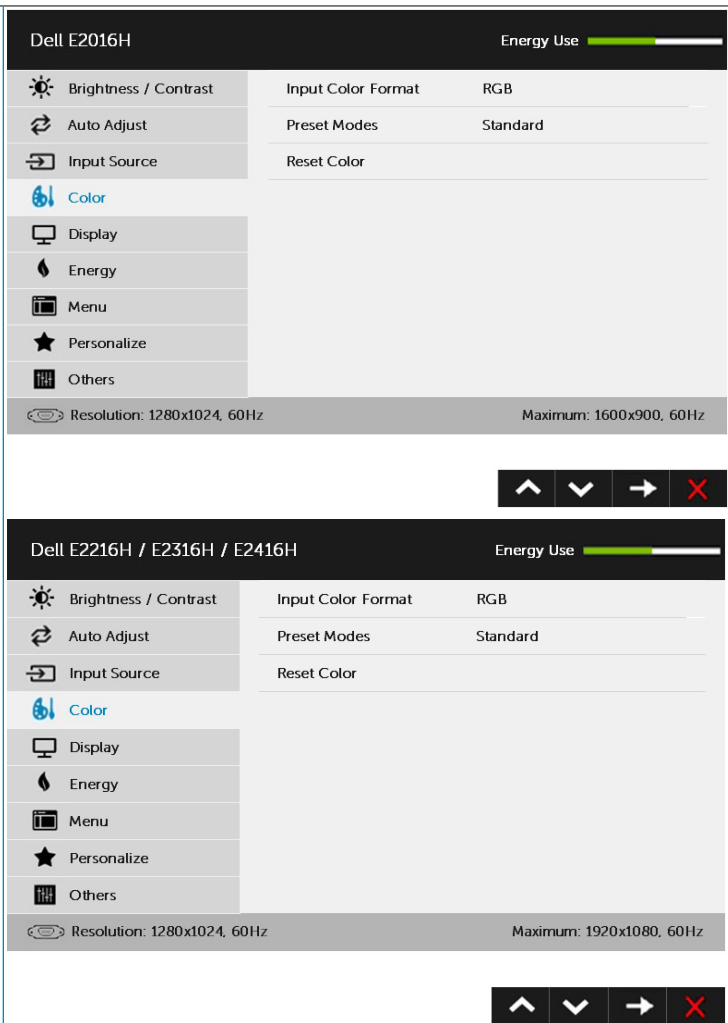 Dell E2016H Energy Use
Brightness / Contrast Input Color Format RGB
Auto Adjust Preset Modes Standard
Input Source Reset Color
Color
Display
Energy
Menu
Personalize
Others
Resolution: 1280x1024, 60Hz Maximum: 1600x900, 60Hz
Dell E2216H / E2316H / E2416H Energy Use
Brightness / Contrast Input Color Format RGB
Auto Adjust Preset Modes Standard
Input Source Reset Color
Color
Display
Energy
Menu
Personalize
Others
Resolution: 1280x1024, 60Hz Maximum: 1920x1080, 60Hz